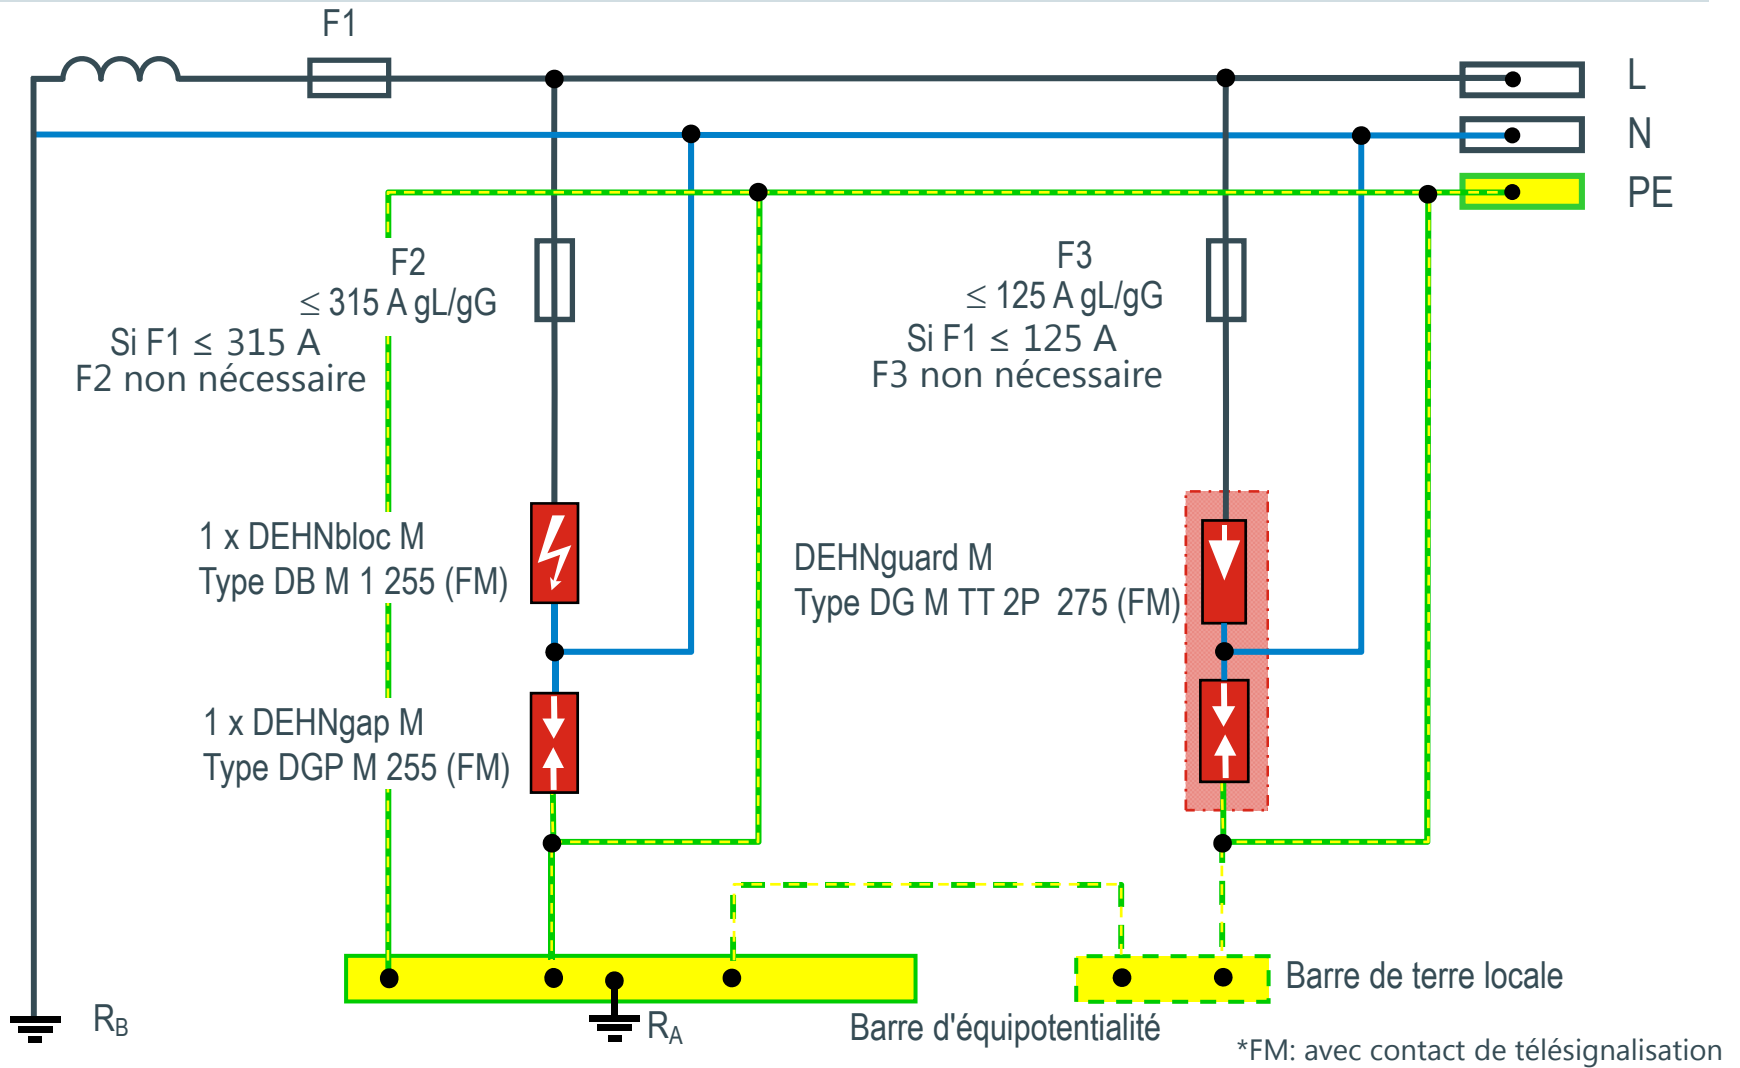 F1
L
N
PE
F2
≤ 315 A gL/gG
Si F1 ≤ 315 A
F2 non nécessaire
F3
≤ 125 A gL/gG
Si F1 ≤ 125 A
F3 non nécessaire
1 x DEHNbloc M
Type DB M 1 255 (FM)
DEHNguard M
Type DG M TT 2P 275 (FM)
1 x DEHNgap M
Type DGP M 255 (FM)
Barre de terre locale
RB
RA
Barre d'équipotentialité
*FM: avec contact de télésignalisation